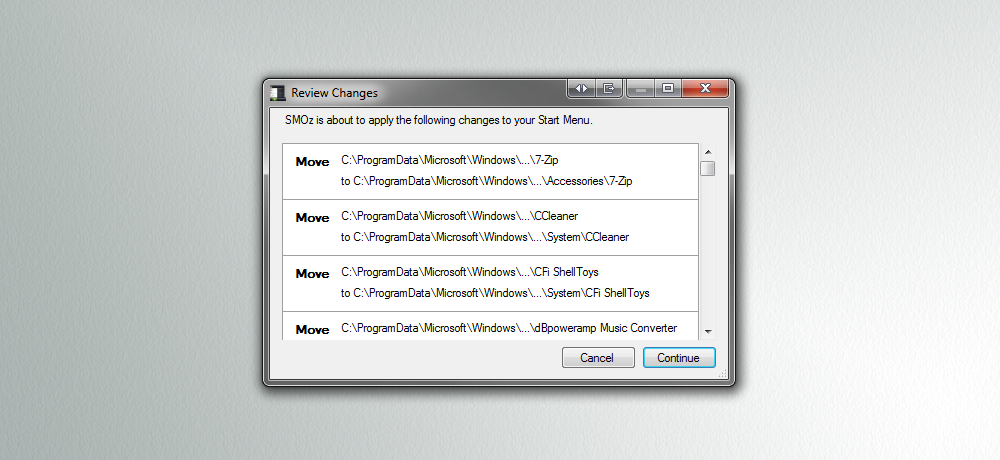 Review Changes
SMOz is about to apply the following changes to your Start Menu.
Move C:\ProgramData\Microsoft\Windows\...\7-Zip
to C:\ProgramData\Microsoft\Windows\...\Accessories\7-Zip
Move C:\ProgramData\Microsoft\Windows\...\CCleaner
to C:\ProgramData\Microsoft\Windows\...\System\CCleaner
Move C:\ProgramData\Microsoft\Windows\...\CFi ShellToys
to C:\ProgramData\Microsoft\Windows\...\System\CFi ShellToys
Move C:\ProgramData\Microsoft\Windows\...\dBpoweramp Music Converter
Cancel Continue